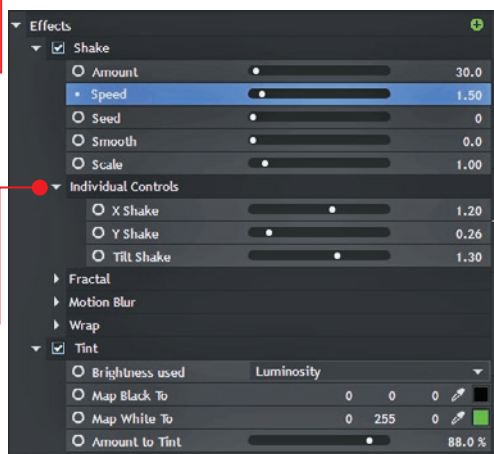 Effects
Shake
Amount 30.0
Speed 1.50
Seed 0
Smooth 0.0
Scale 1.00
Individual Controls
X Shake 1.20
Y Shake 0.26
Tilt Shake 1.30
Fractal
Motion Blur
Wrap
Tint
Brightness used Luminosity
Map Black To 0 0 0
Map White To 0 255 0
Amount to Tint 88.0 %